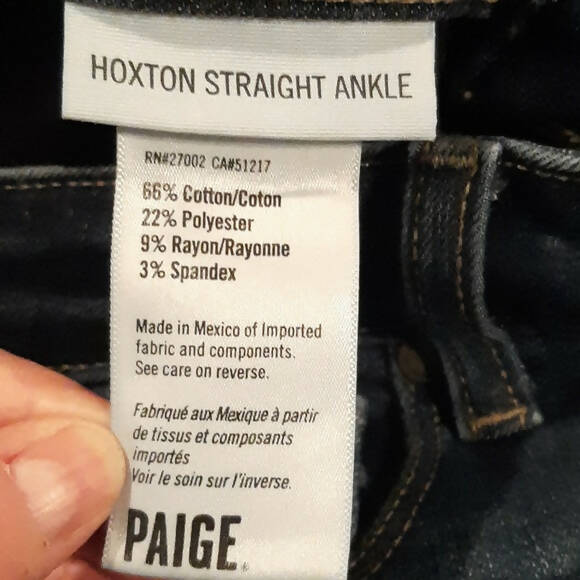 HOXTON STRAIGHT ANKLE
RN#27002 CA#51217
66% Cotton/Coton
22% Polyester
9% Rayon/Rayonne
3% Spandex
Made in Mexico of Imported
fabric and components.
See care on reverse.
Fabriqué aux Mexique à partir
de tissus et composants
importés
Voir le soin sur l'inverse.
PAIGE